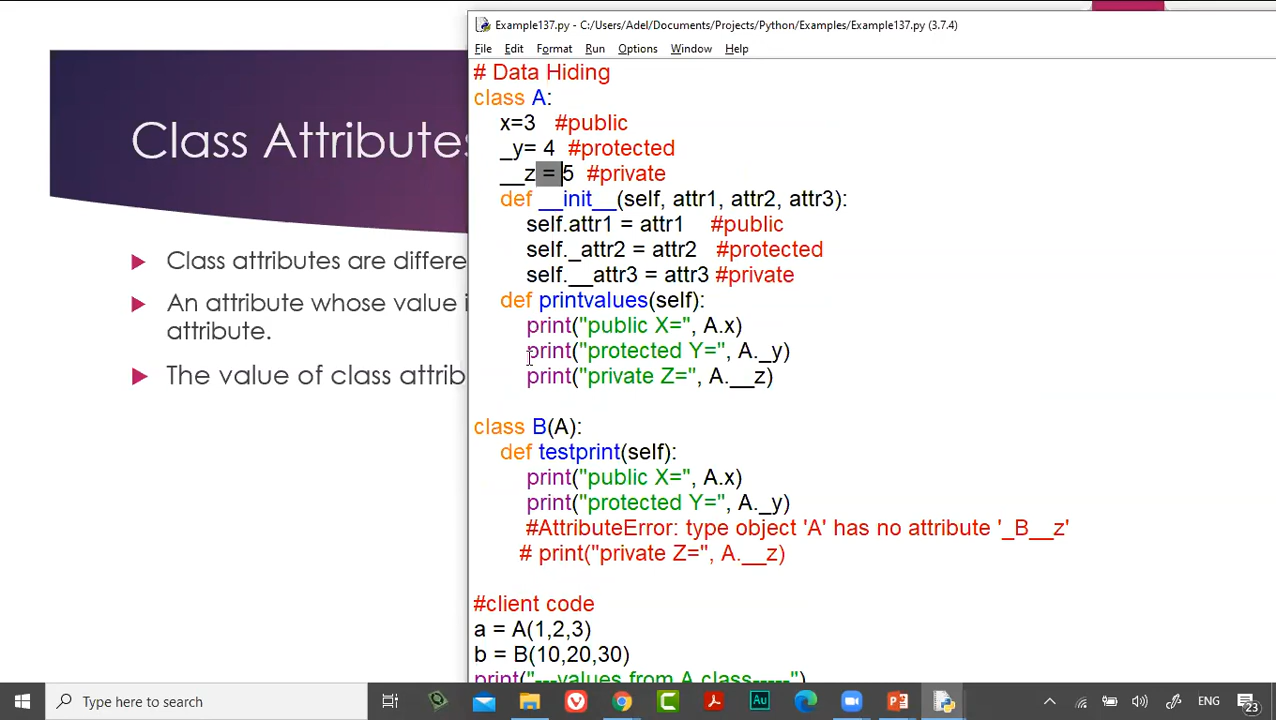 Example137.py - C:/Users/Adel/Documents/Projects/Python/Examples/Example137.py (3.7.4)
File Edit Format Run Options Window Help
Class Attributes
Class attributes are differe
An attribute whose value i
attribute.
The value of class attrib
# Data Hiding
class A:
x=3 #public
_y= 4 #protected
__z = 5 #private
def __init__(self, attr1, attr2, attr3):
self.attr1 = attr1 #public
self._attr2 = attr2 #protected
self.__attr3 = attr3 #private
def printvalues(self):
print("public X=", A.x)
print("protected Y=", A._y)
print("private Z=", A.__z)
class B(A):
def testprint(self):
print("public X=", A.x)
print("protected Y=", A._y)
#AttributeError: type object 'A' has no attribute '_B__z'
# print("private Z=", A.__z)
#client code
a = A(1,2,3)
b = B(10,20,30)
print("---values from A class-----")
Type here to search
Au
ENG
23